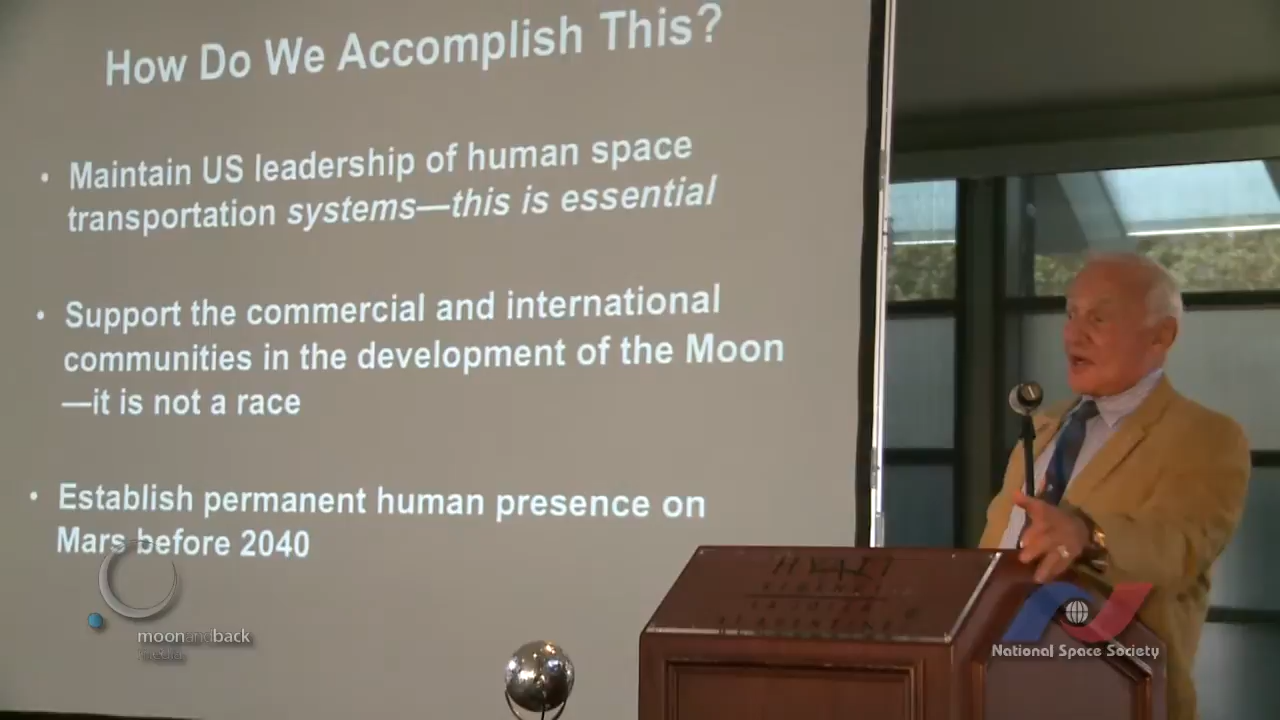 How Do We Accomplish This?
• Maintain US leadership of human space
transportation systems—this is essential
• Support the commercial and international
communities in the development of the Moon
—it is not a race
• Establish permanent human presence on
Mars before 2040
moonandback
media
National Space Society